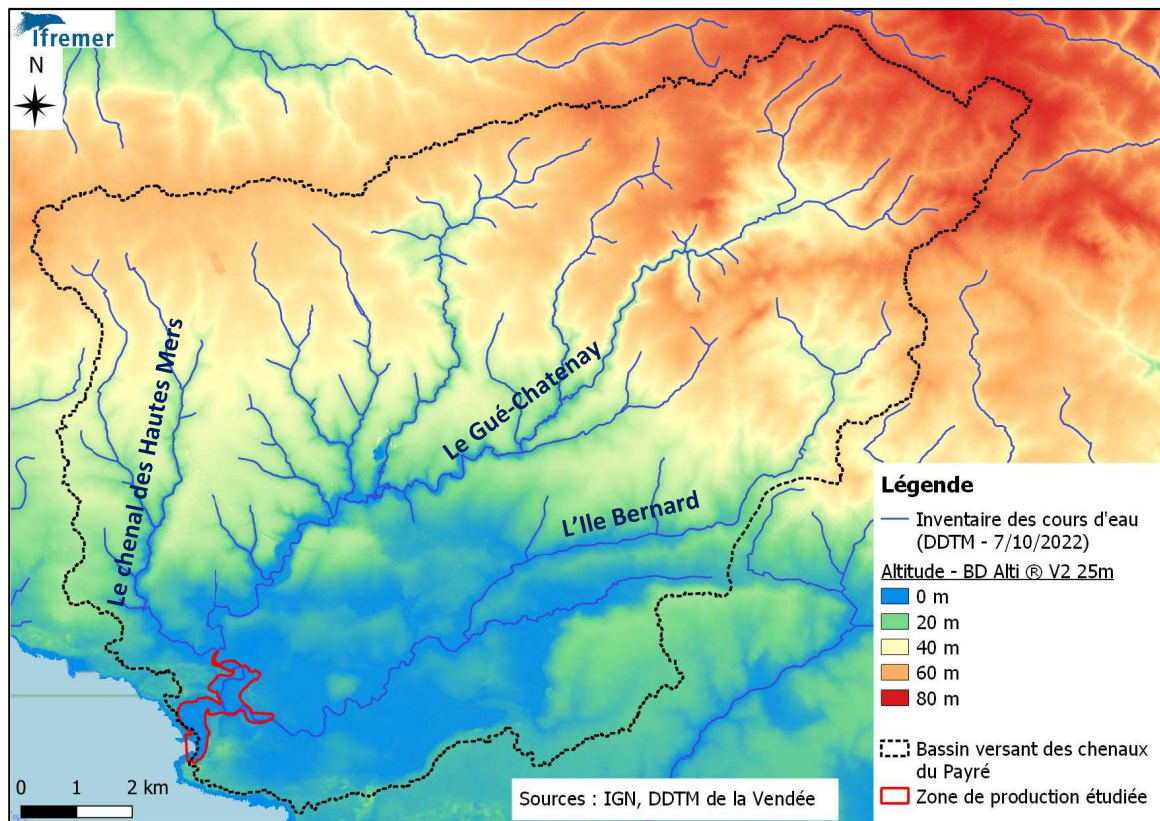 Ifremer
N
Le chenal des Hautes Mers
Le Gué-Chatenay
L'Ile Bernard
Légende
Inventaire des cours d'eau
(DDTM - 7/10/2022)
Altitude - BD Alti ® V2 25m
0 m
20 m
40 m
60 m
80 m
Bassin versant des chenaux
du Payré
Zone de production étudiée
0 1 2 km
Sources : IGN, DDTM de la Vendée